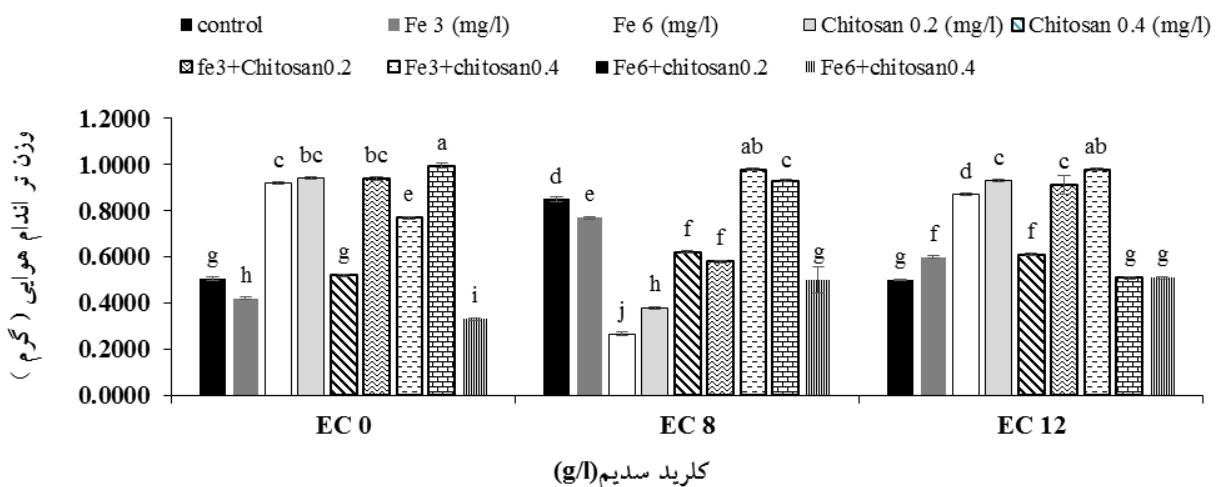 control Fe 3 (mg/l) Fe 6 (mg/l) Chitosan 0.2 (mg/l) Chitosan 0.4 (mg/l)
fe3+Chitosan0.2 Fe3+chitosan0.4 Fe6+chitosan0.2 Fe6+chitosan0.4
وزن تر اندام هوایی ( گرم )
1.2000
1.0000
0.8000
0.6000
0.4000
0.2000
0.0000
g h c bc g bc e a i
d e j h f f ab c g
g f d c f c ab g g
EC 0 EC 8 EC 12
کلرید سدیم(g/l)